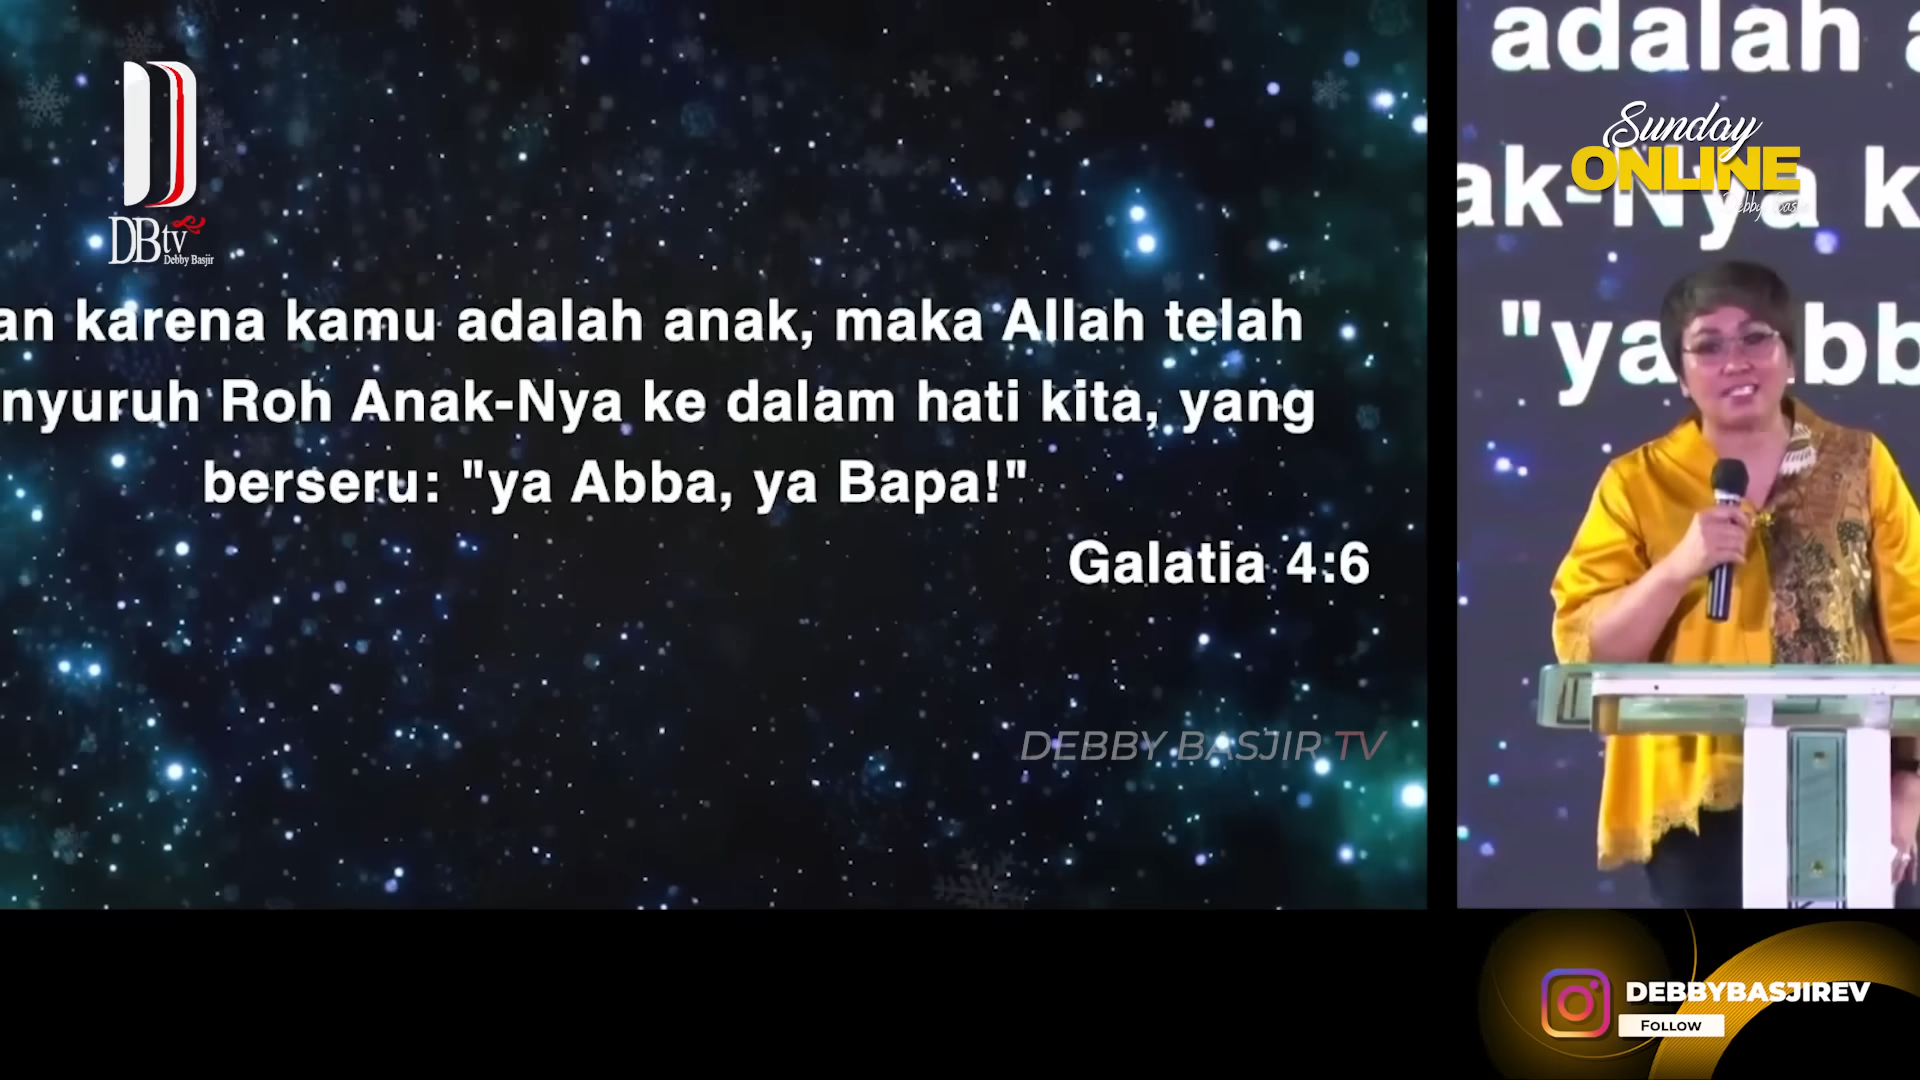 DBtv
Debby Basjir
an karena kamu adalah anak, maka Allah telah
nyuruh Roh Anak-Nya ke dalam hati kita, yang
berseru: "ya Abba, ya Bapa!"
Galatia 4:6
DEBBY BASJIR TV
adalah a
Sunday
ONLINE
ak-Nya k
"ya bb
DEBBYBASJIREV
Follow